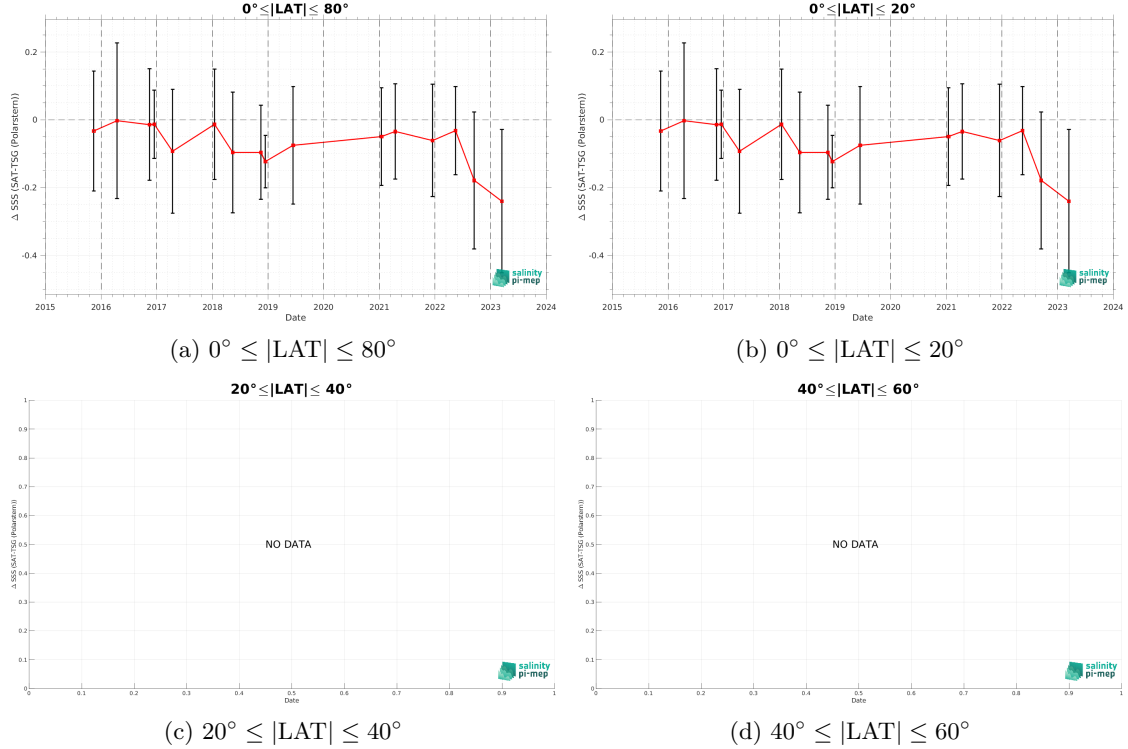 0°≤|LAT|≤ 80°
Δ SSS (SAT-TSG (Polarstern))
0.2
0
-0.2
-0.4
2015 2016 2017 2018 2019 2020 2021 2022 2023 2024
Date
salinity
pi-mep
(a) 0° ≤ |LAT| ≤ 80°
0°≤|LAT|≤ 20°
Δ SSS (SAT-TSG (Polarstern))
0.2
0
-0.2
-0.4
2015 2016 2017 2018 2019 2020 2021 2022 2023 2024
Date
salinity
pi-mep
(b) 0° ≤ |LAT| ≤ 20°
20°≤|LAT|≤ 40°
Δ SSS (SAT-TSG (Polarstern))
1
0.9
0.8
0.7
0.6
0.5
0.4
0.3
0.2
0.1
0
NO DATA
0 0.1 0.2 0.3 0.4 0.5 0.6 0.7 0.8 0.9 1
Date
salinity
pi-mep
(c) 20° ≤ |LAT| ≤ 40°
40°≤|LAT|≤ 60°
Δ SSS (SAT-TSG (Polarstern))
1
0.9
0.8
0.7
0.6
0.5
0.4
0.3
0.2
0.1
0
NO DATA
0 0.1 0.2 0.3 0.4 0.5 0.6 0.7 0.8 0.9 1
Date
salinity
pi-mep
(d) 40° ≤ |LAT| ≤ 60°